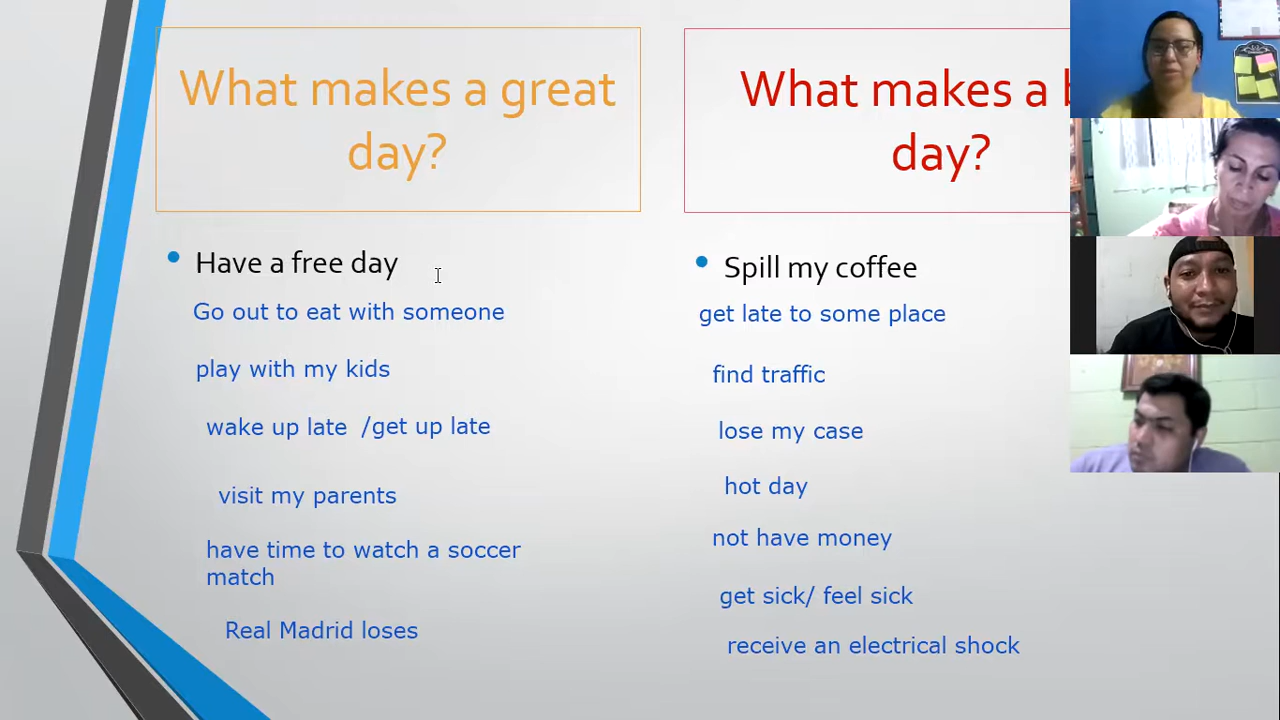 What makes a great
day?
Have a free day
Go out to eat with someone
play with my kids
wake up late /get up late
visit my parents
have time to watch a soccer
match
Real Madrid loses
What makes a
day?
Spill my coffee
get late to some place
find traffic
lose my case
hot day
not have money
get sick/ feel sick
receive an electrical shock